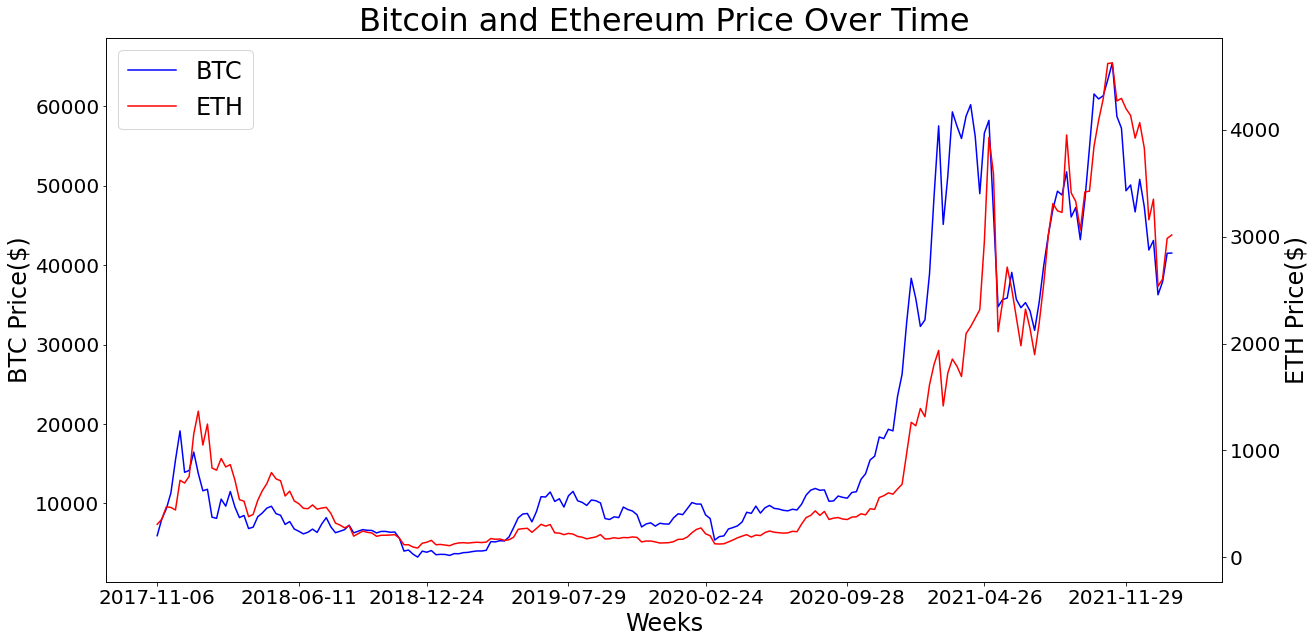 Bitcoin and Ethereum Price Over Time
BTC
ETH
BTC Price($)
60000
50000
40000
30000
20000
10000
ETH Price($)
4000
3000
2000
1000
0
2017-11-06 2018-06-11 2018-12-24 2019-07-29 2020-02-24 2020-09-28 2021-04-26 2021-11-29
Weeks